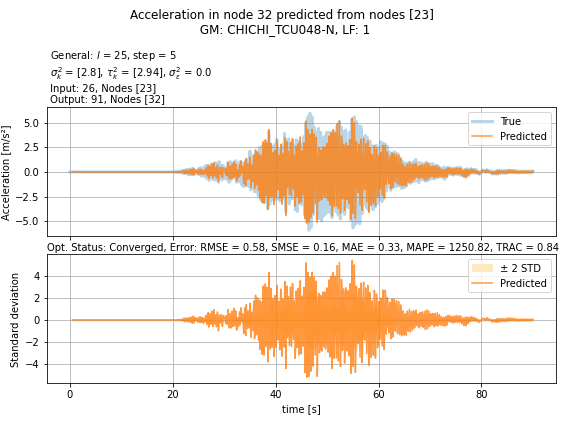 Acceleration in node 32 predicted from nodes [23]
GM: CHICHI_TCU048-N, LF: 1
General: l = 25, step = 5
σ²ₖ = [2.8], τ²ₖ = [2.94], σ²ₑ = 0.0
Input: 26, Nodes [23]
Output: 91, Nodes [32]
Acceleration [m/s²]
5.0
2.5
0.0
−2.5
−5.0
True
Predicted
Opt. Status: Converged, Error: RMSE = 0.58, SMSE = 0.16, MAE = 0.33, MAPE = 1250.82, TRAC = 0.84
Standard deviation
4
2
0
−2
−4
± 2 STD
Predicted
0 20 40 60 80
time [s]